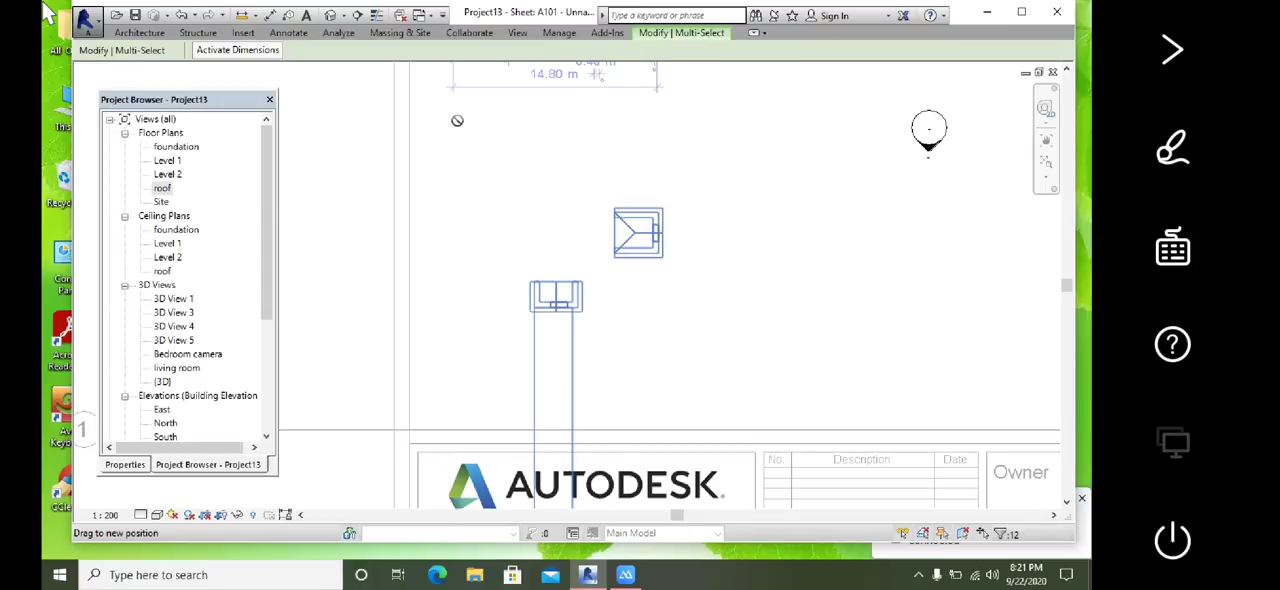 Project13 - Sheet: A101 - Unna...
Type a keyword or phrase
Sign In
Architecture Structure Insert Annotate Analyze Massing & Site Collaborate View Manage Add-Ins Modify | Multi-Select
Modify | Multi-Select Activate Dimensions
14.80 m
Project Browser - Project13
Views (all)
Floor Plans
foundation
Level 1
Level 2
roof
Site
Ceiling Plans
foundation
Level 1
Level 2
roof
3D Views
3D View 1
3D View 3
3D View 4
3D View 5
Bedroom camera
living room
{3D}
Elevations (Building Elevation
East
North
South
Properties Project Browser - Project13
1
AUTODESK.
No. Description Date
Owner
1 : 200
Drag to new position
:0
Main Model
:12
Type here to search
8:21 PM
9/22/2020